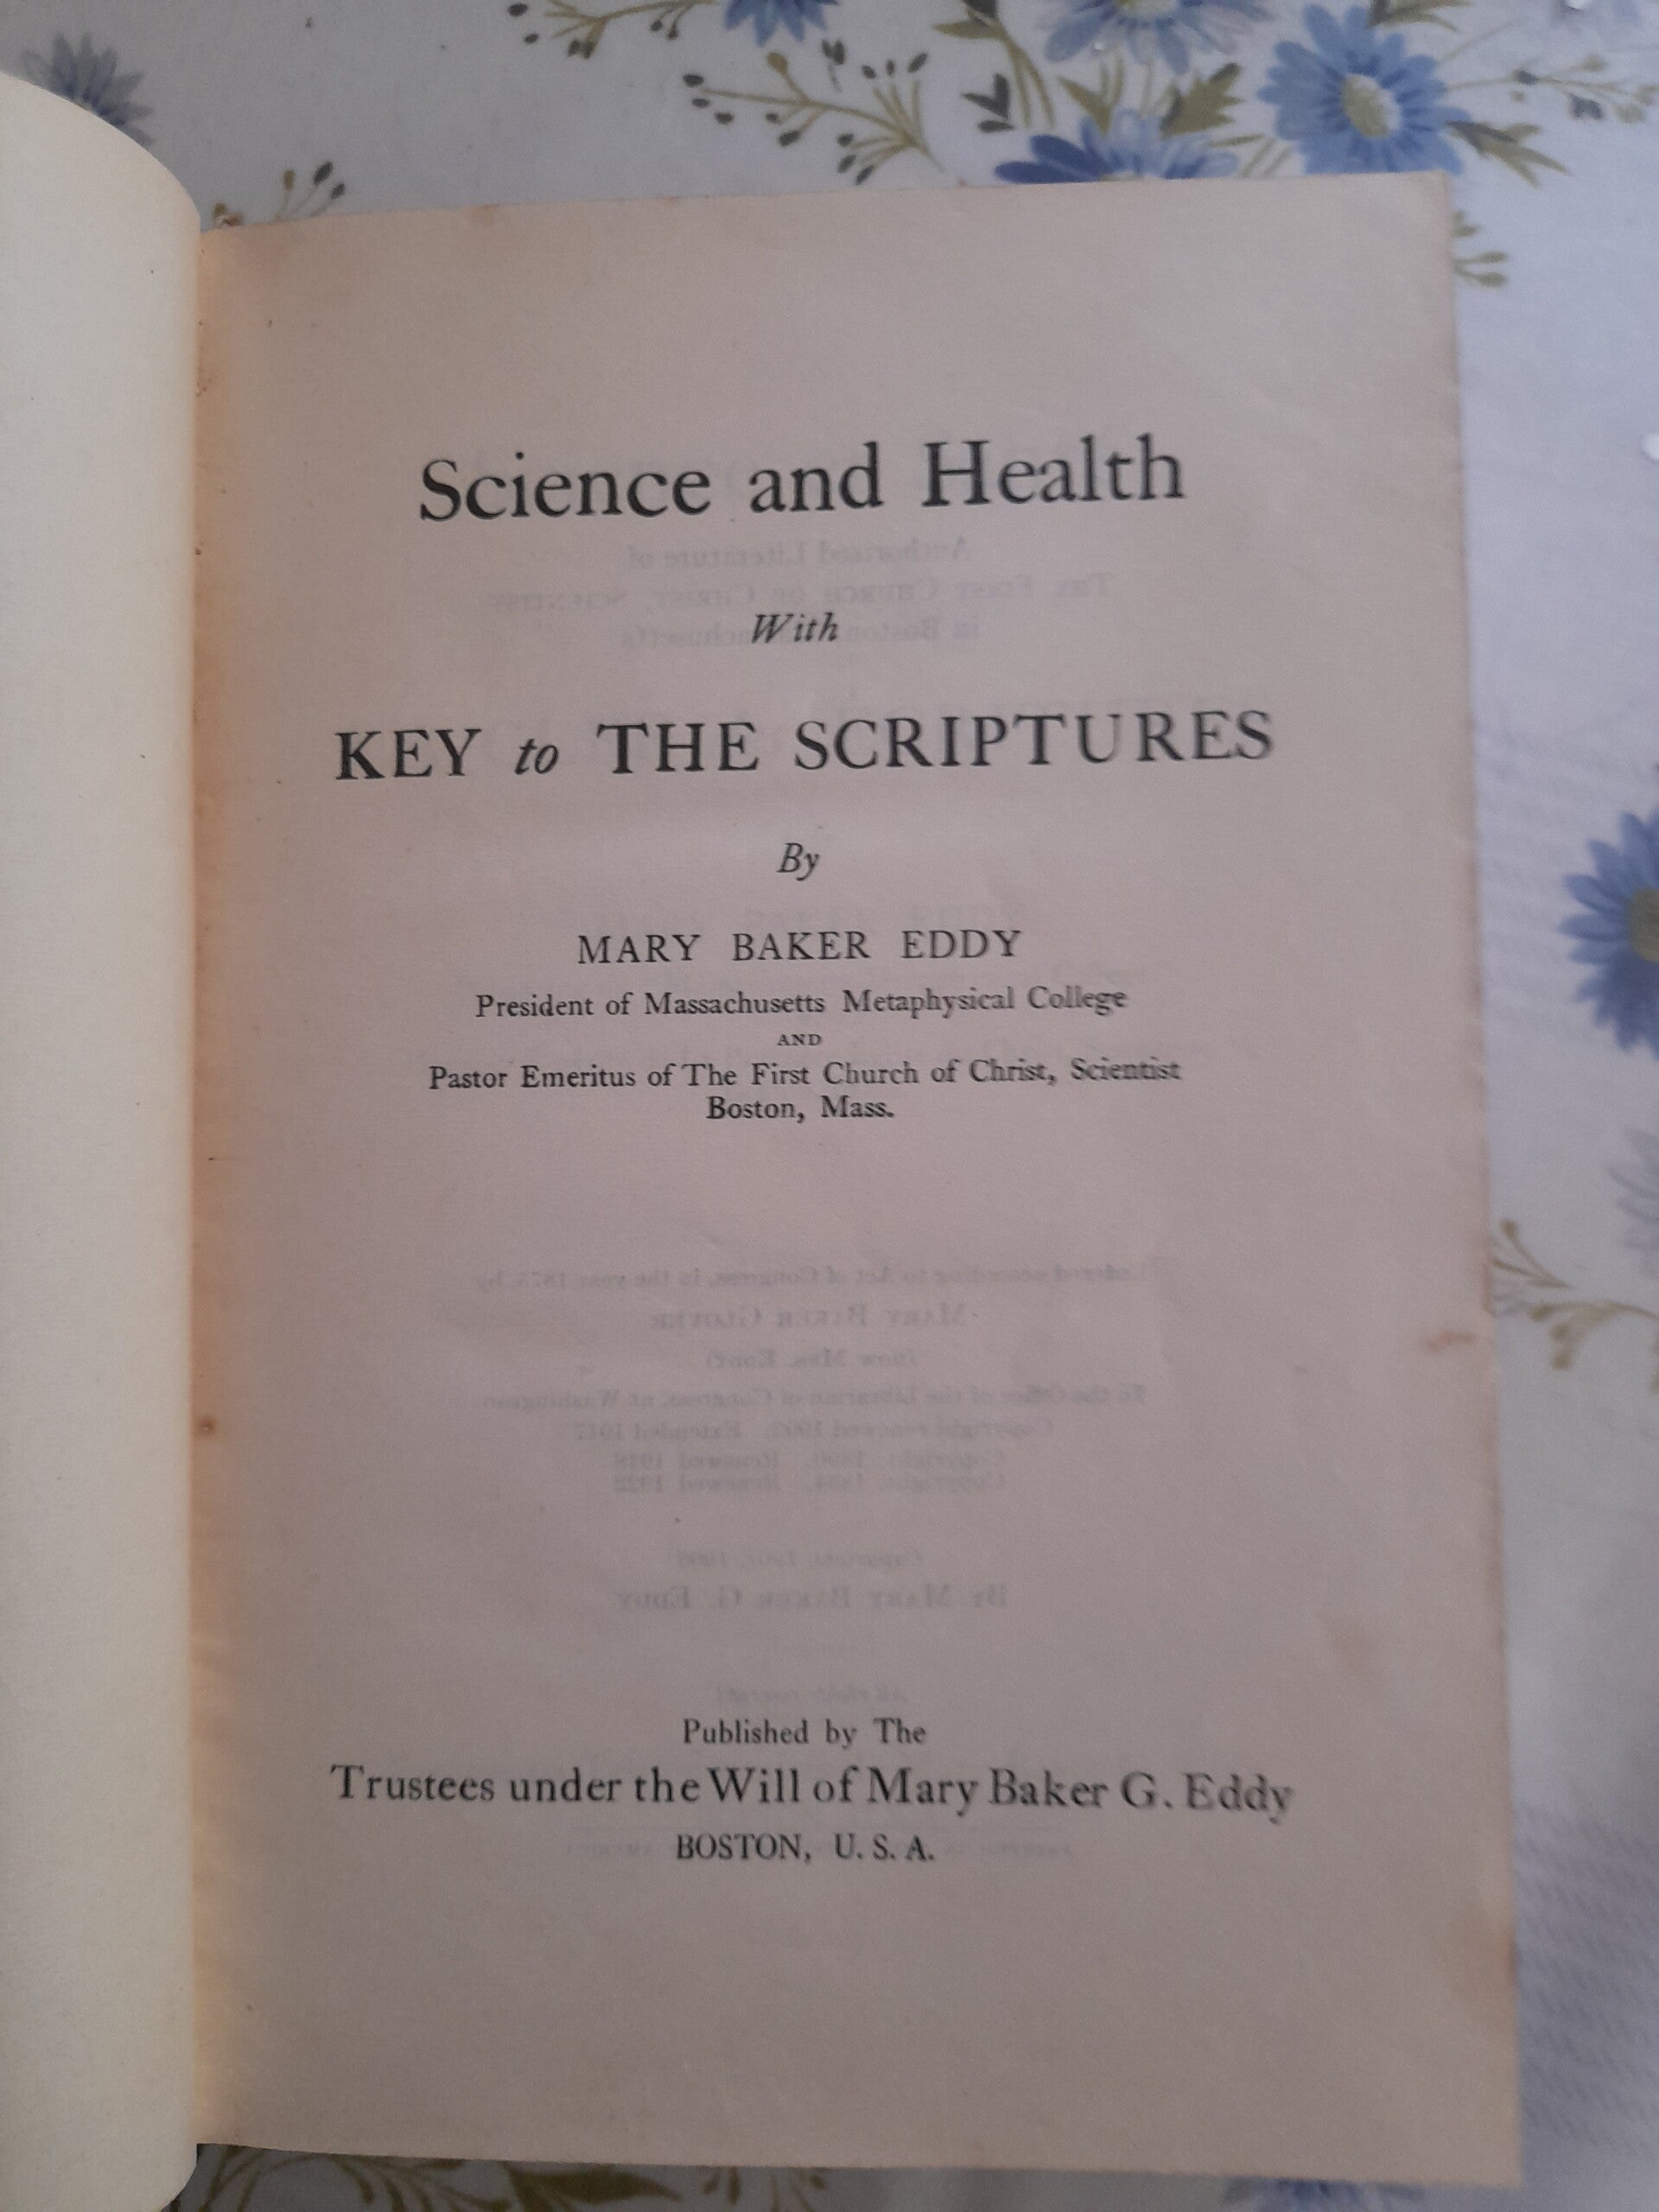 Science and Health
With
KEY to THE SCRIPTURES
By
MARY BAKER EDDY
President of Massachusetts Metaphysical College
AND
Pastor Emeritus of The First Church of Christ, Scientist
Boston, Mass.
Published by The
Trustees under the Will of Mary Baker G. Eddy
BOSTON, U. S. A.